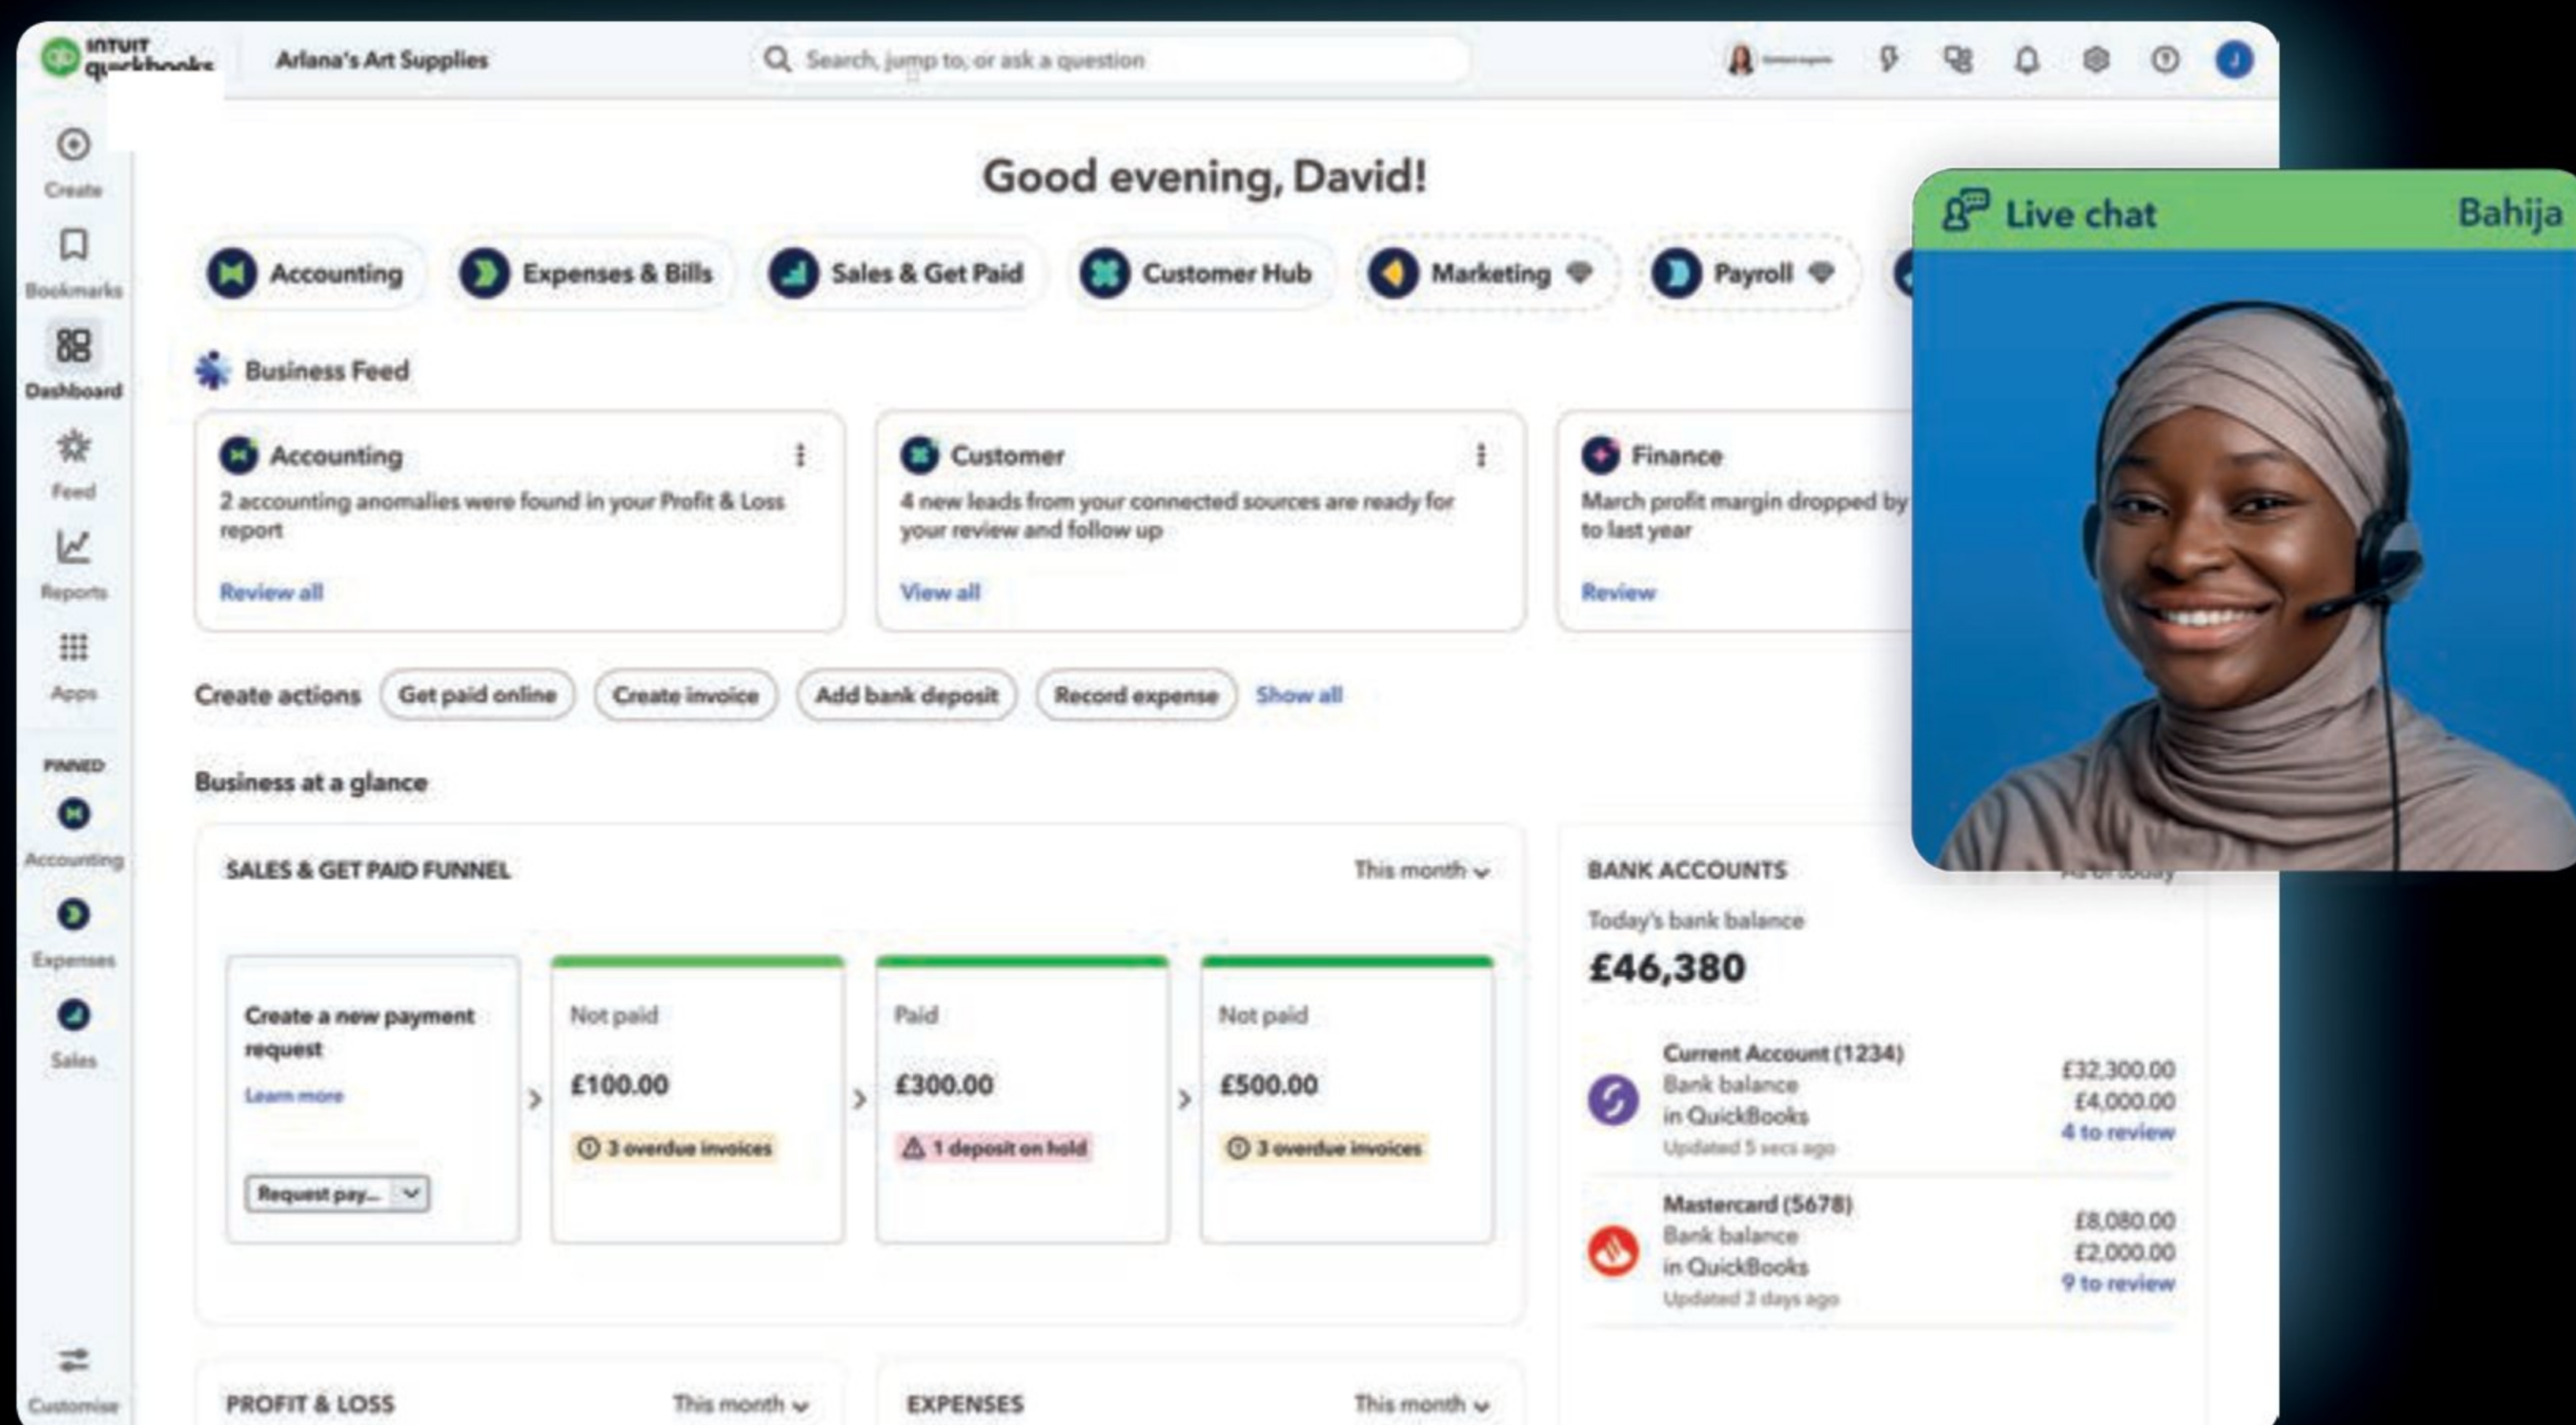 INTUIT
quickbooks
Arlana's Art Supplies
Search, jump to, or ask a question
J
Create
Bookmarks
Dashboard
Feed
Reports
Apps
PINNED
Accounting
Expenses
Sales
Customise
Good evening, David!
Accounting
Expenses & Bills
Sales & Get Paid
Customer Hub
Marketing
Payroll
Live chat
Bahija
Business Feed
Accounting
2 accounting anomalies were found in your Profit & Loss
report
Review all
Customer
4 new leads from your connected sources are ready for
your review and follow up
View all
Finance
March profit margin dropped by
to last year
Review
Create actions
Get paid online
Create invoice
Add bank deposit
Record expense
Show all
Business at a glance
SALES & GET PAID FUNNEL
This month
Create a new payment
request
Learn more
Request pay...
Not paid
£100.00
3 overdue invoices
Paid
£300.00
1 deposit on hold
Not paid
£500.00
3 overdue invoices
BANK ACCOUNTS
As of today
Today's bank balance
£46,380
Current Account (1234)
Bank balance £32,300.00
in QuickBooks £4,000.00
Updated 5 secs ago 4 to review
Mastercard (5678)
Bank balance £8,080.00
in QuickBooks £2,000.00
Updated 3 days ago 9 to review
PROFIT & LOSS
This month
EXPENSES
This month